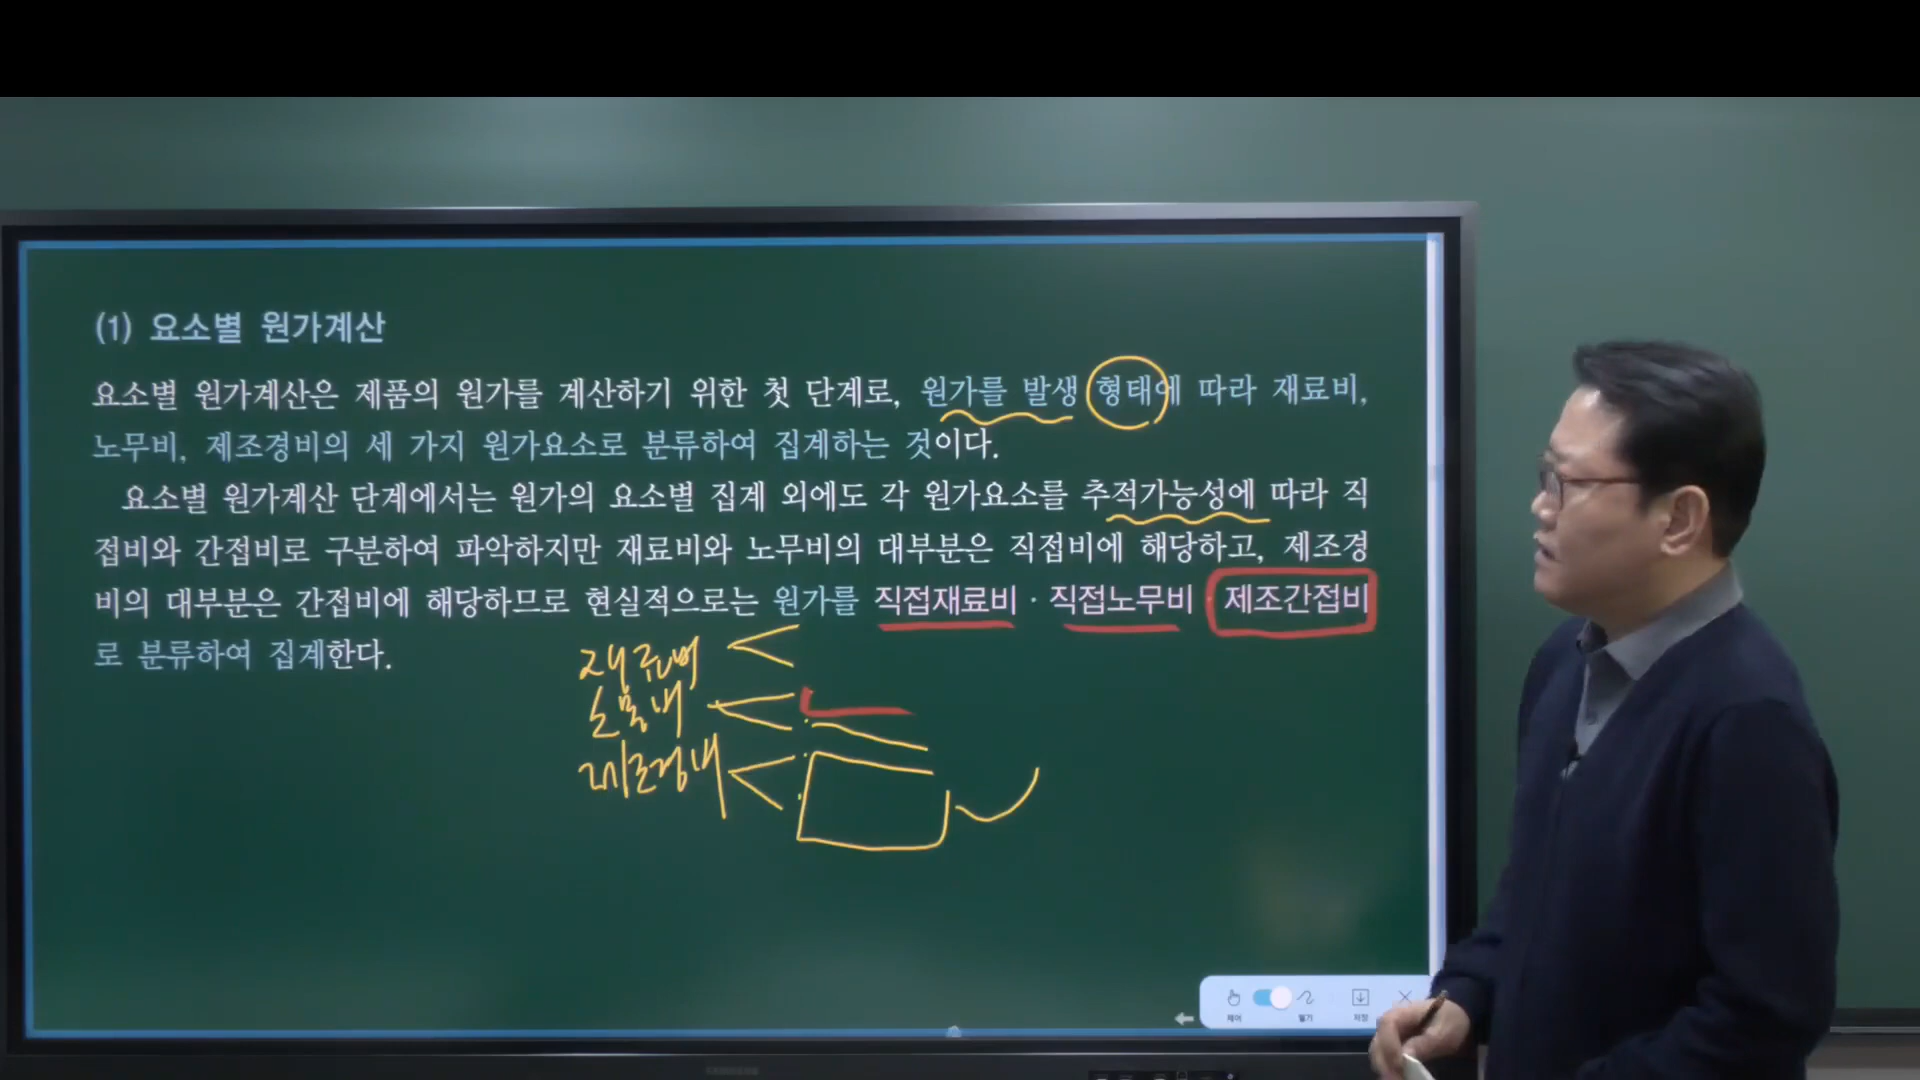 (1) 요소별 원가계산
요소별 원가계산은 제품의 원가를 계산하기 위한 첫 단계로, 원가를 발생 형태에 따라 재료비,
노무비, 제조경비의 세 가지 원가요소로 분류하여 집계하는 것이다.
요소별 원가계산 단계에서는 원가의 요소별 집계 외에도 각 원가요소를 추적가능성에 따라 직
접비와 간접비로 구분하여 파악하지만 재료비와 노무비의 대부분은 직접비에 해당하고, 제조경
비의 대부분은 간접비에 해당하므로 현실적으로는 원가를 직접재료비 · 직접노무비 · 제조간접비
로 분류하여 집계한다.
재료비
노무비
제조경비
제어 필기 저장
SAMSUNG